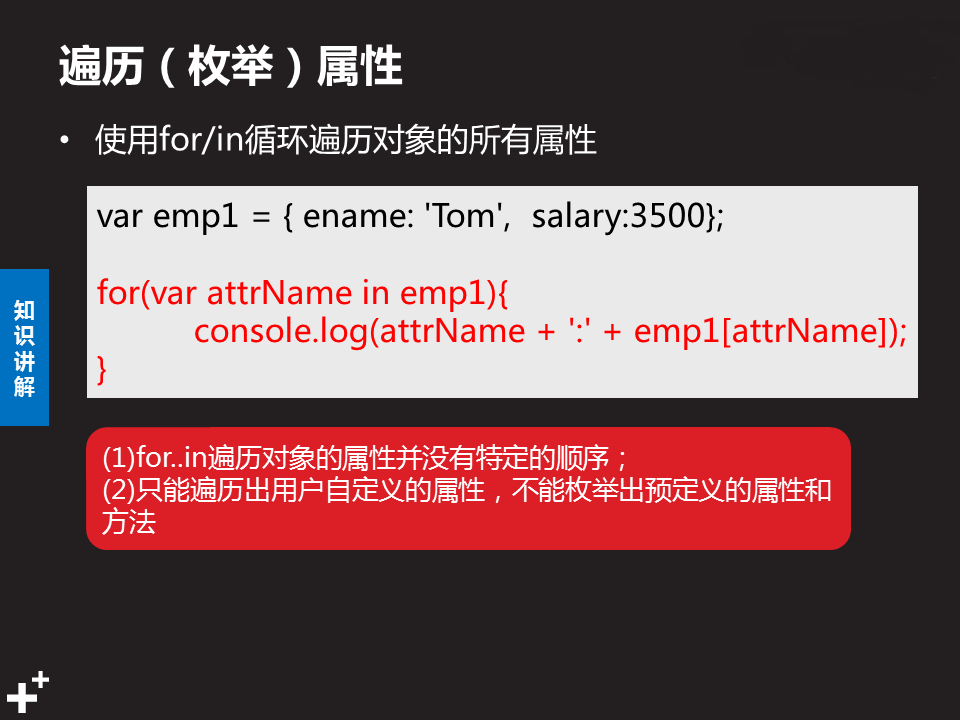 遍历（枚举）属性
• 使用for/in循环遍历对象的所有属性
var emp1 = { ename: 'Tom',  salary:3500};
for(var attrName in emp1){
console.log(attrName + ':' + emp1[attrName]);
}
知
识
讲
解
(1)for..in遍历对象的属性并没有特定的顺序；
(2)只能遍历出用户自定义的属性，不能枚举出预定义的属性和
方法